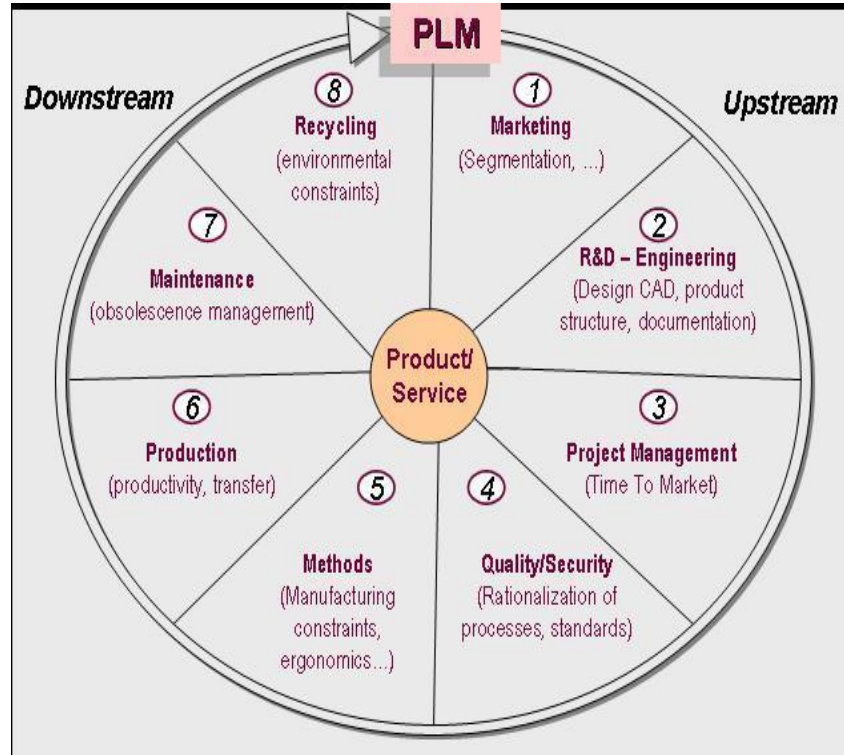 PLM
Downstream
Upstream
1
Marketing
(Segmentation, ...)
2
R&D – Engineering
(Design CAD, product
structure, documentation)
3
Project Management
(Time To Market)
4
Quality/Security
(Rationalization of
processes, standards)
5
Methods
(Manufacturing
constraints,
ergonomics...)
6
Production
(productivity, transfer)
7
Maintenance
(obsolescence management)
8
Recycling
(environmental
constraints)
Product/
Service